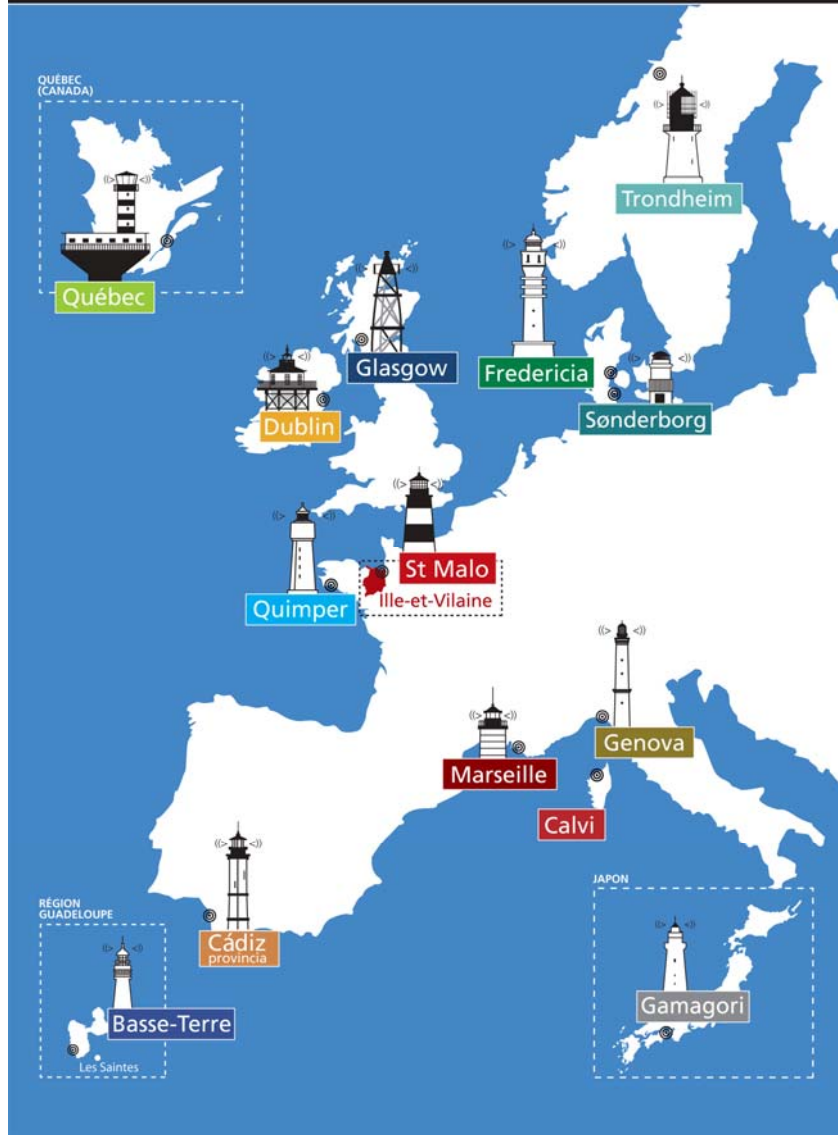 QUÉBEC
(CANADA)
Québec
Trondheim
Glasgow
Fredericia
Dublin
Sønderborg
St Malo
Ille-et-Vilaine
Quimper
Genova
Marseille
Calvi
Cádiz
provincia
RÉGION
GUADELOUPE
Basse-Terre
Les Saintes
JAPON
Gamagori